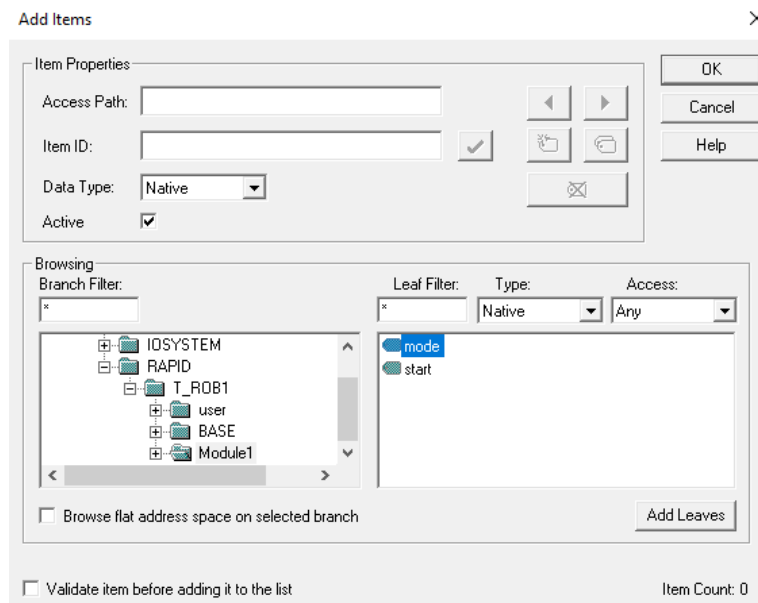 Add Items
Item Properties
OK
Access Path:
Cancel
Item ID:
Help
Data Type: Native
Active
Browsing
Branch Filter: Leaf Filter: Type: Access:
* * Native Any
IOSYSTEM mode
RAPID start
T_ROB1
user
BASE
Module1
Browse flat address space on selected branch Add Leaves
Validate item before adding it to the list Item Count: 0